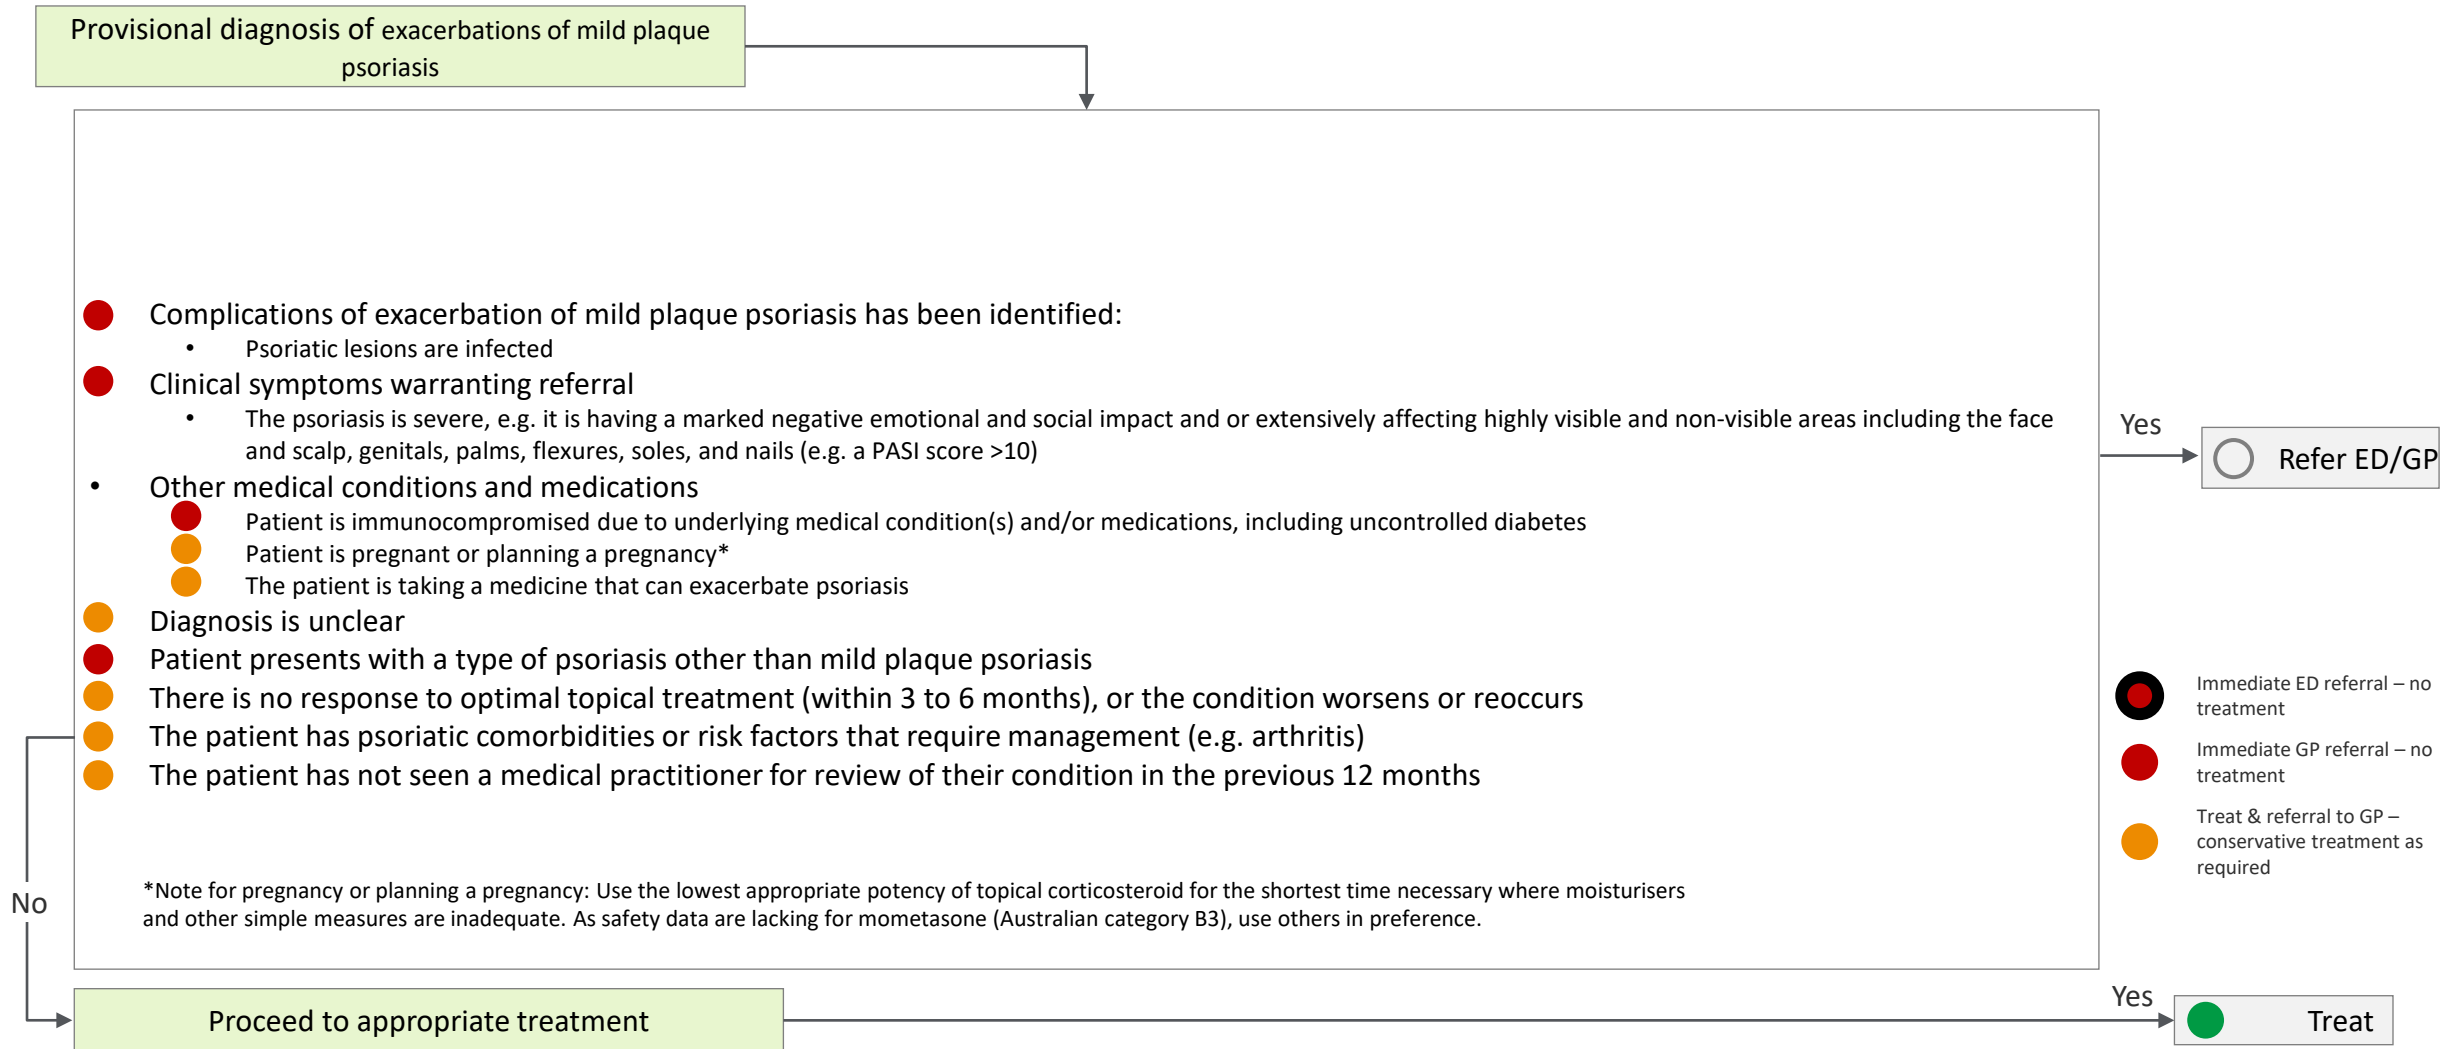 Provisional diagnosis of exacerbations of mild plaque
psoriasis
• Complications of exacerbation of mild plaque psoriasis has been identified:
• Psoriatic lesions are infected
Clinical symptoms warranting referral
• The psoriasis is severe, e.g. it is having a marked negative emotional and social impact and or extensively affecting highly visible and non-visible areas including the face
and scalp, genitals, palms, flexures, soles, and nails (e.g. a PASI score >10)
• Other medical conditions and medications
Patient is immunocompromised due to underlying medical condition(s) and/or medications, including uncontrolled diabetes
Patient is pregnant or planning a pregnancy*
The patient is taking a medicine that can exacerbate psoriasis
Diagnosis is unclear
Patient presents with a type of psoriasis other than mild plaque psoriasis
There is no response to optimal topical treatment (within 3 to 6 months), or the condition worsens or reoccurs
The patient has psoriatic comorbidities or risk factors that require management (e.g. arthritis)
The patient has not seen a medical practitioner for review of their condition in the previous 12 months
*Note for pregnancy or planning a pregnancy: Use the lowest appropriate potency of topical corticosteroid for the shortest time necessary where moisturisers
and other simple measures are inadequate. As safety data are lacking for mometasone (Australian category B3), use others in preference.
Yes
Refer ED/GP
Immediate ED referral – no
treatment
Immediate GP referral – no
treatment
Treat & referral to GP –
conservative treatment as
required
No
Proceed to appropriate treatment
Yes
Treat